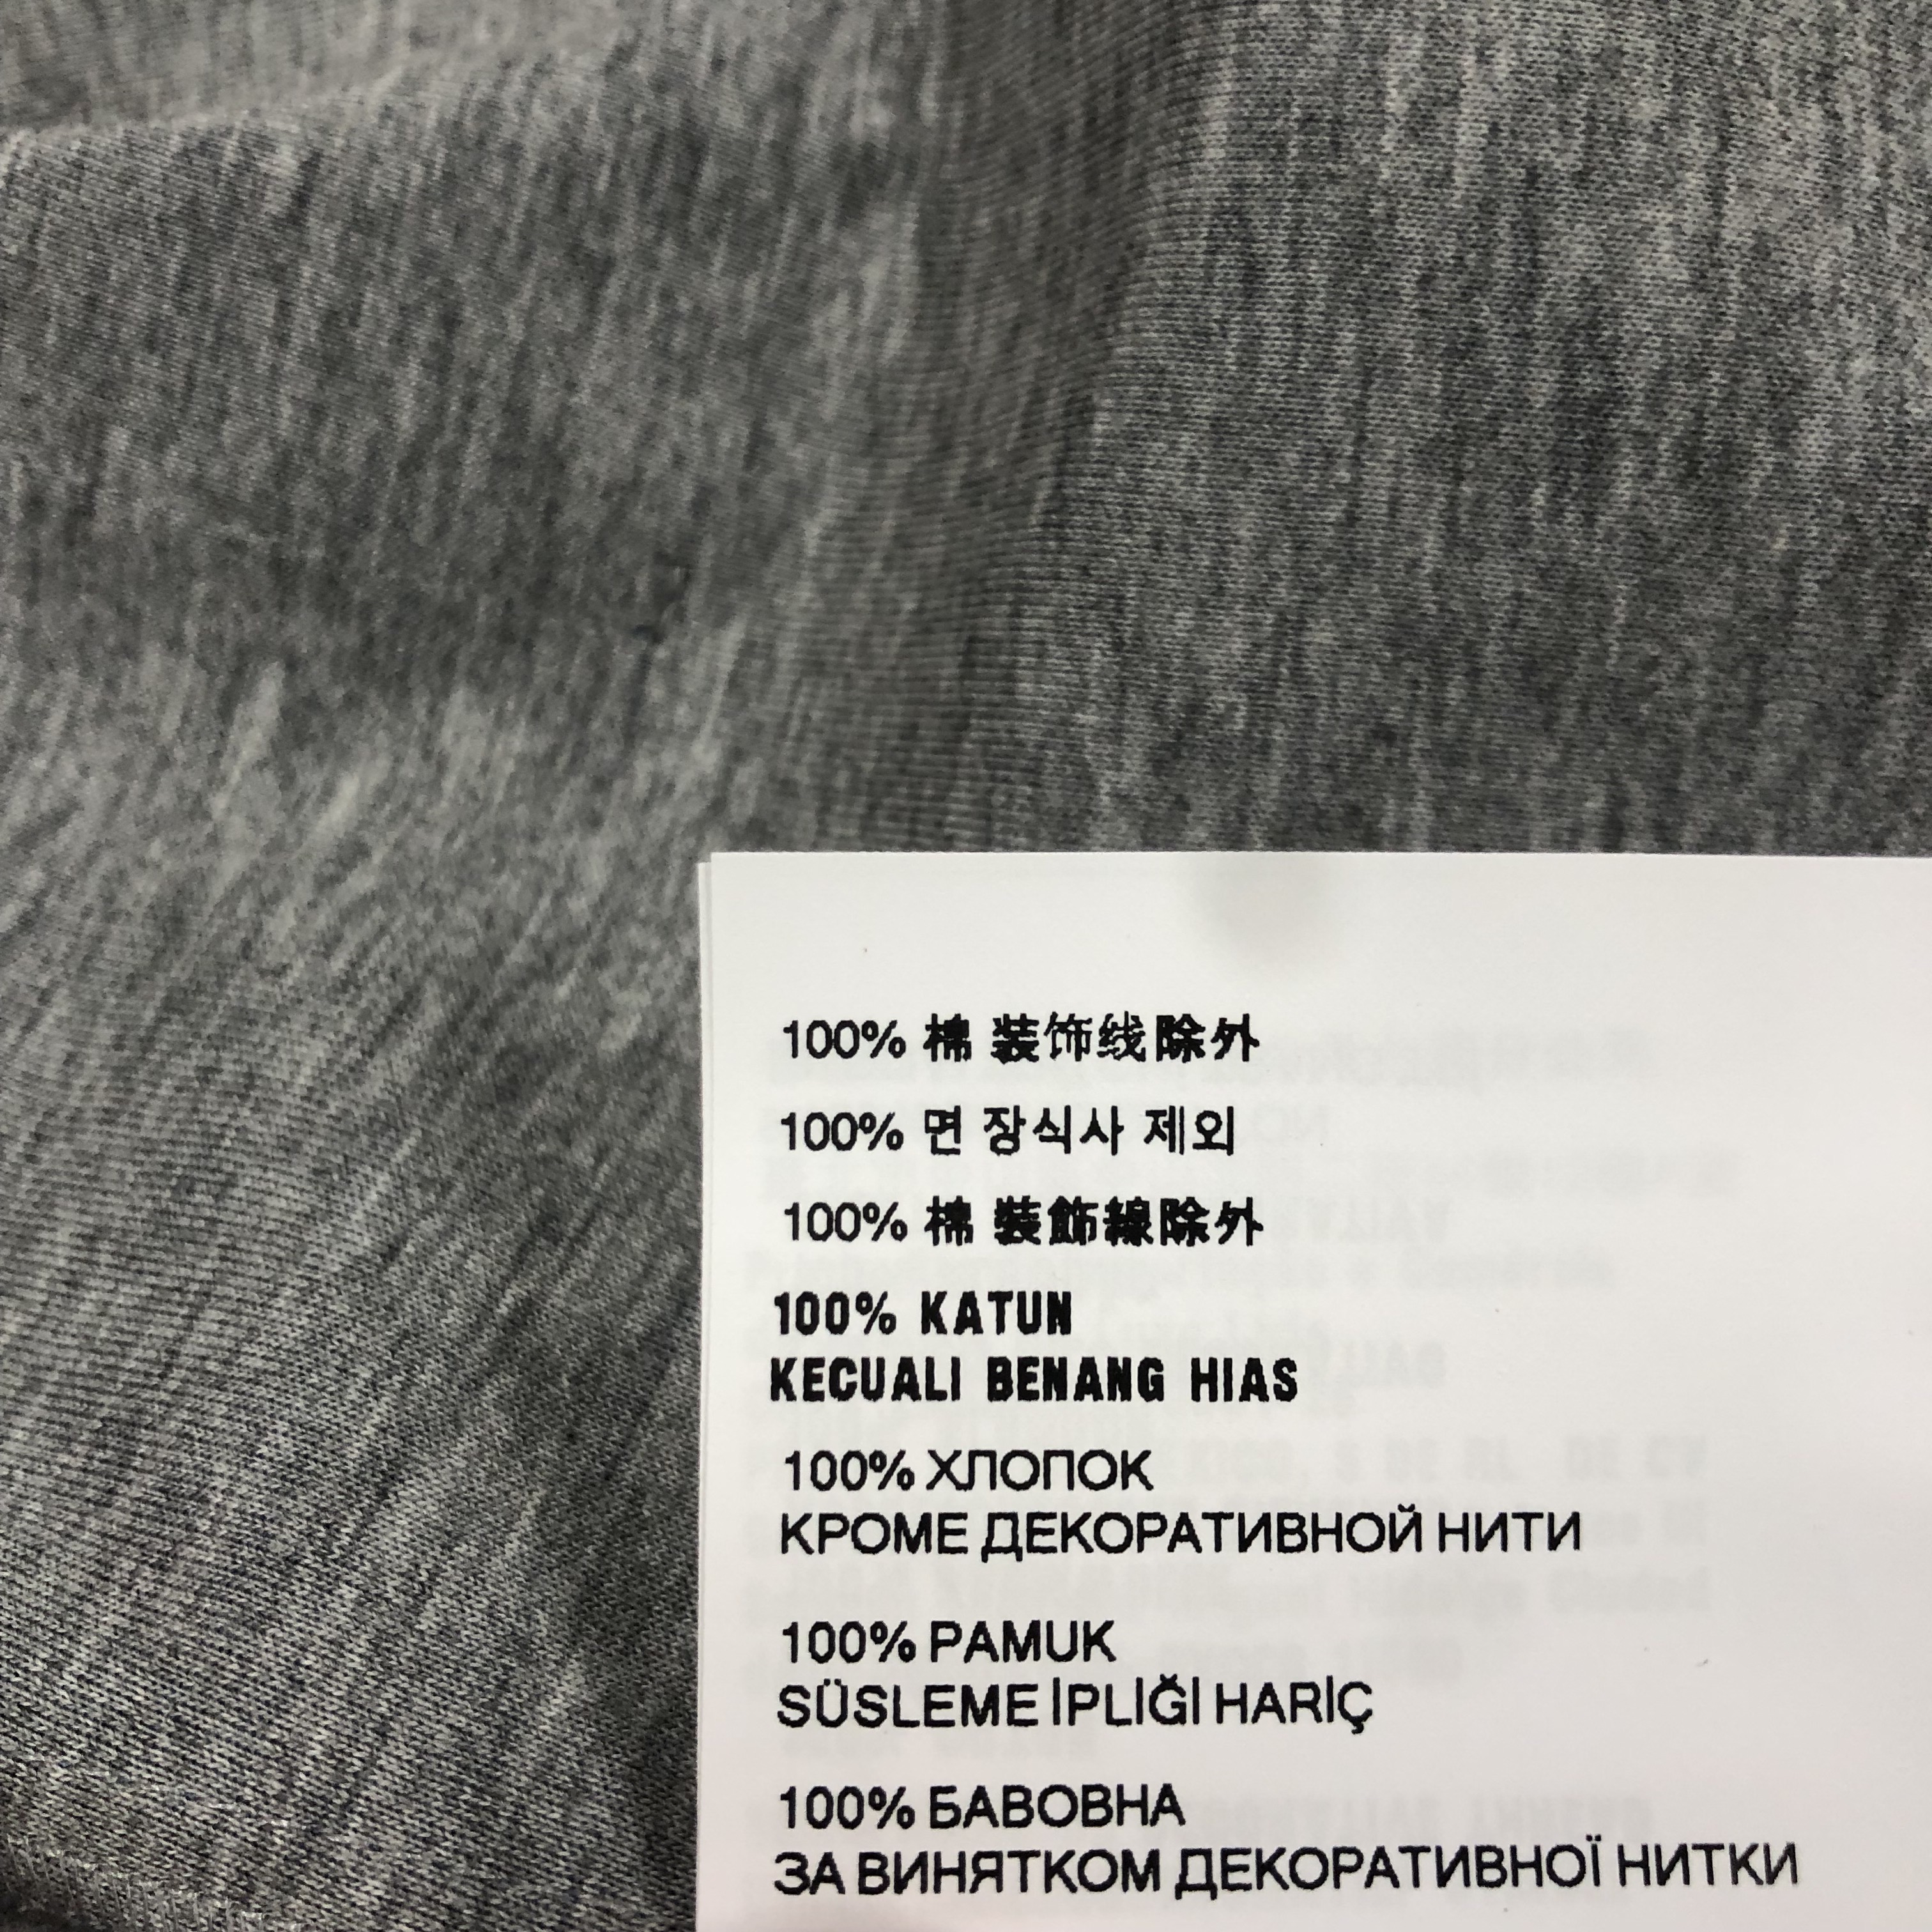 100% 棉 装饰线除外
100% 면 장식사 제외
100% 棉 裝飾線除外
100% KATUN
KECUALI BENANG HIAS
100% ХЛОПОК
КРОМЕ ДЕКОРАТИВНОЙ НИТИ
100% PAMUK
SÜSLEME İPLİĞİ HARİÇ
100% БАВОВНА
ЗА ВИНЯТКОМ ДЕКОРАТИВНОЇ НИТКИ